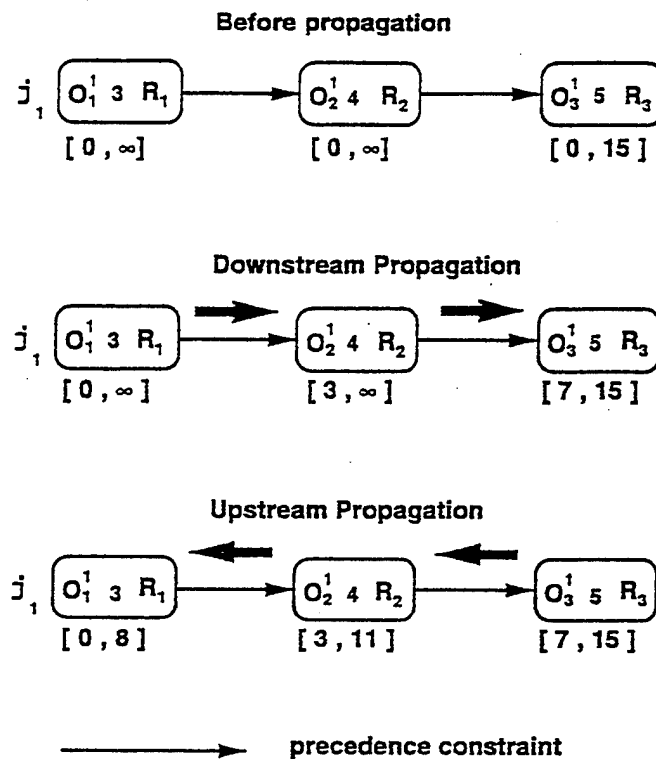 Before propagation
j₁ O₁¹ 3 R₁ O₂¹ 4 R₂ O₃¹ 5 R₃
[ 0 , ∞ ] [ 0 , ∞ ] [ 0 , 15 ]
Downstream Propagation
j₁ O₁¹ 3 R₁ O₂¹ 4 R₂ O₃¹ 5 R₃
[ 0 , ∞ ] [ 3 , ∞ ] [ 7 , 15 ]
Upstream Propagation
j₁ O₁¹ 3 R₁ O₂¹ 4 R₂ O₃¹ 5 R₃
[ 0 , 8 ] [ 3 , 11 ] [ 7 , 15 ]
precedence constraint